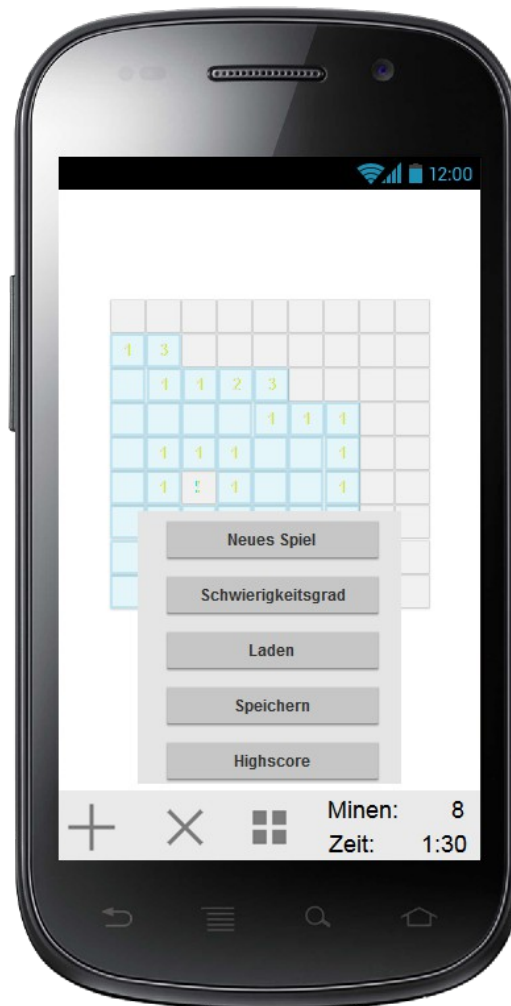 12:00
1 3
1 1 2 3
1 1 1
1 1 1 1
1 ! 1 1
Neues Spiel
Schwierigkeitsgrad
Laden
Speichern
Highscore
Minen: 8
Zeit: 1:30